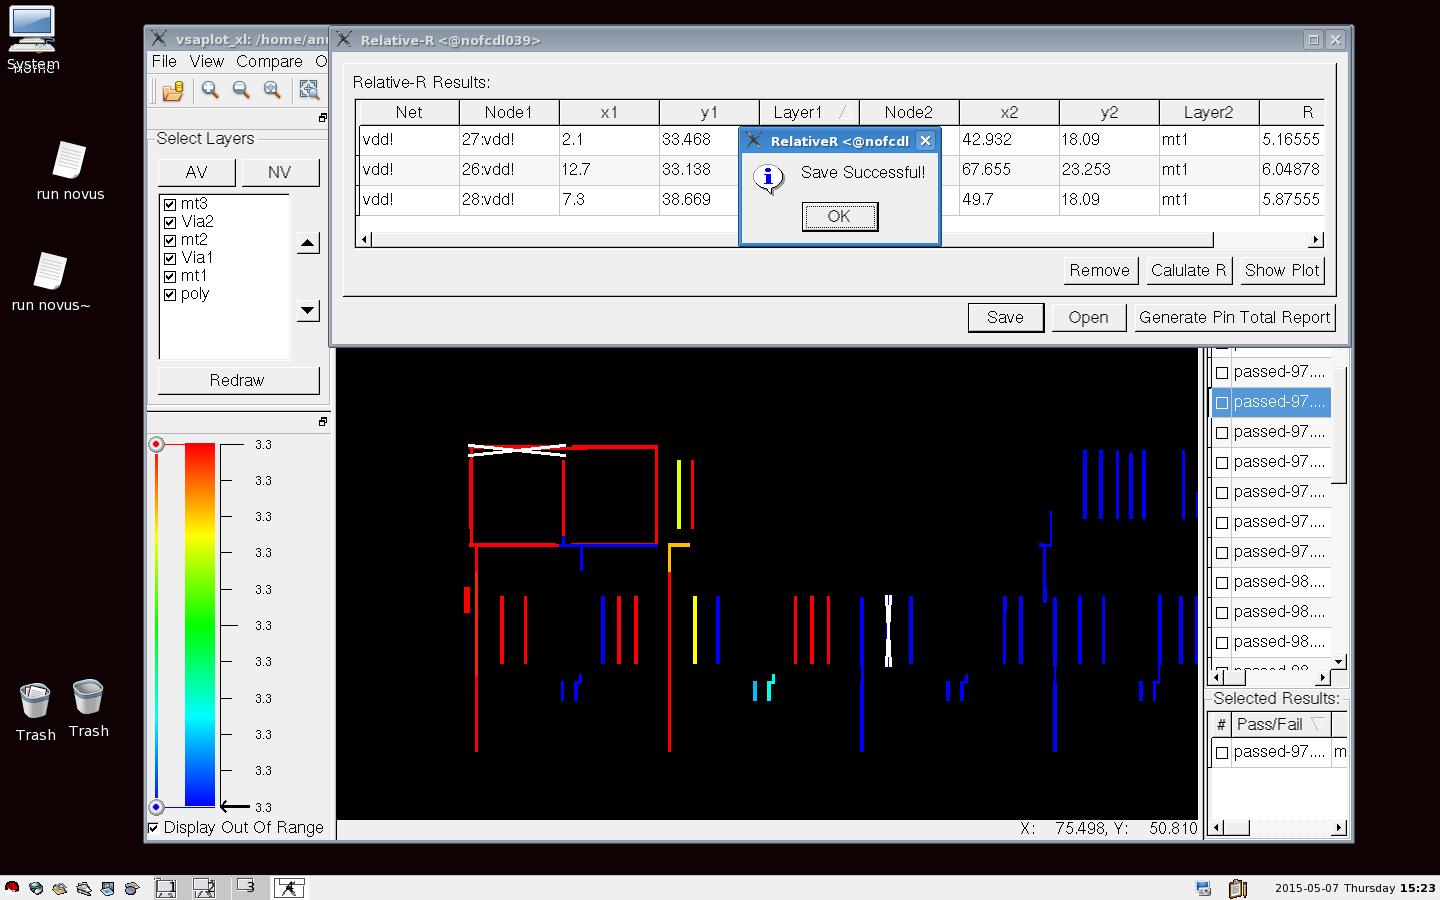 System
home
run novus
run novus~
Trash
Trash
vsaplot_xl: /home/anu
File View Compare O
Select Layers
AV NV
mt3
Via2
mt2
Via1
mt1
poly
Redraw
3.3
3.3
3.3
3.3
3.3
3.3
3.3
3.3
3.3
3.3
3.3
Display Out Of Range
Relative-R <@nofcdl039>
Relative-R Results:
Net Node1 x1 y1 Layer1 Node2 x2 y2 Layer2 R
vdd! 27:vdd! 2.1 33.468 42.932 18.09 mt1 5.16555
vdd! 26:vdd! 12.7 33.138 67.655 23.253 mt1 6.04878
vdd! 28:vdd! 7.3 38.669 49.7 18.09 mt1 5.87555
RelativeR <@nofcdl
Save Successful!
OK
Remove Calulate R Show Plot
Save Open Generate Pin Total Report
passed-97....
passed-97....
passed-97....
passed-97....
passed-97....
passed-97....
passed-97....
passed-98....
passed-98....
passed-98....
Selected Results:
# Pass/Fail
passed-97.... m
X: 75.498, Y: 50.810
1 2 3
2015-05-07 Thursday 15:23